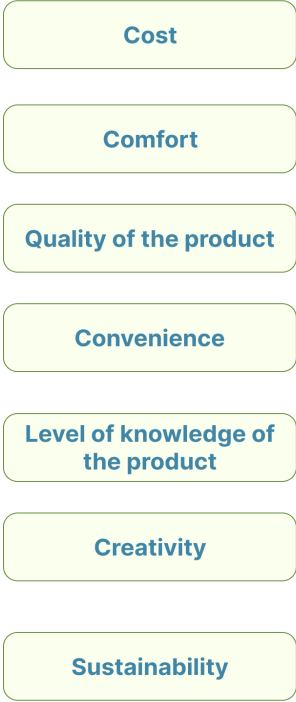 Cost
Comfort
Quality of the product
Convenience
Level of knowledge of
the product
Creativity
Sustainability